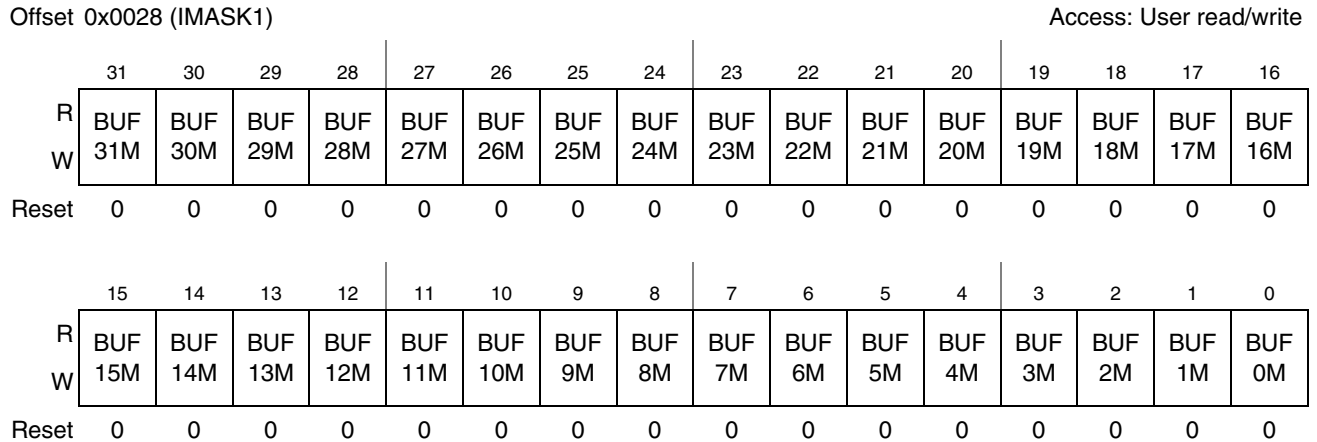 Offset 0x0028 (IMASK1) Access: User read/write
31 30 29 28 27 26 25 24 23 22 21 20 19 18 17 16
R BUF BUF BUF BUF BUF BUF BUF BUF BUF BUF BUF BUF BUF BUF BUF BUF
W 31M 30M 29M 28M 27M 26M 25M 24M 23M 22M 21M 20M 19M 18M 17M 16M
Reset 0 0 0 0 0 0 0 0 0 0 0 0 0 0 0 0
15 14 13 12 11 10 9 8 7 6 5 4 3 2 1 0
R BUF BUF BUF BUF BUF BUF BUF BUF BUF BUF BUF BUF BUF BUF BUF BUF
W 15M 14M 13M 12M 11M 10M 9M 8M 7M 6M 5M 4M 3M 2M 1M 0M
Reset 0 0 0 0 0 0 0 0 0 0 0 0 0 0 0 0